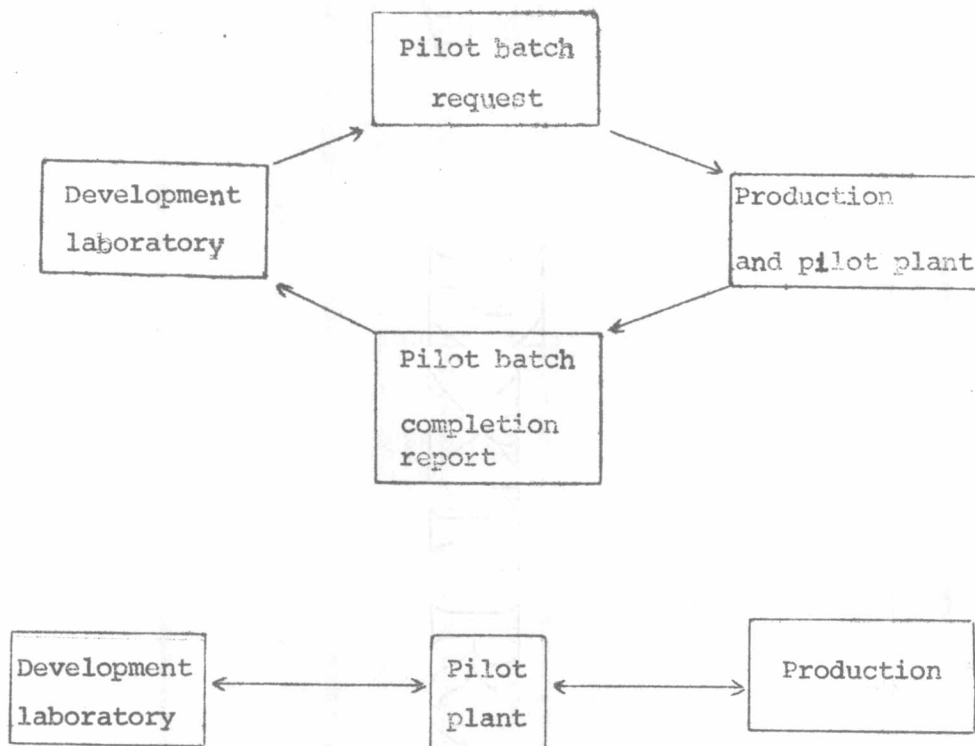 Pilot batch
request
Development
laboratory
Production
and pilot plant
Pilot batch
completion
report
Development
laboratory
Pilot
plant
Production